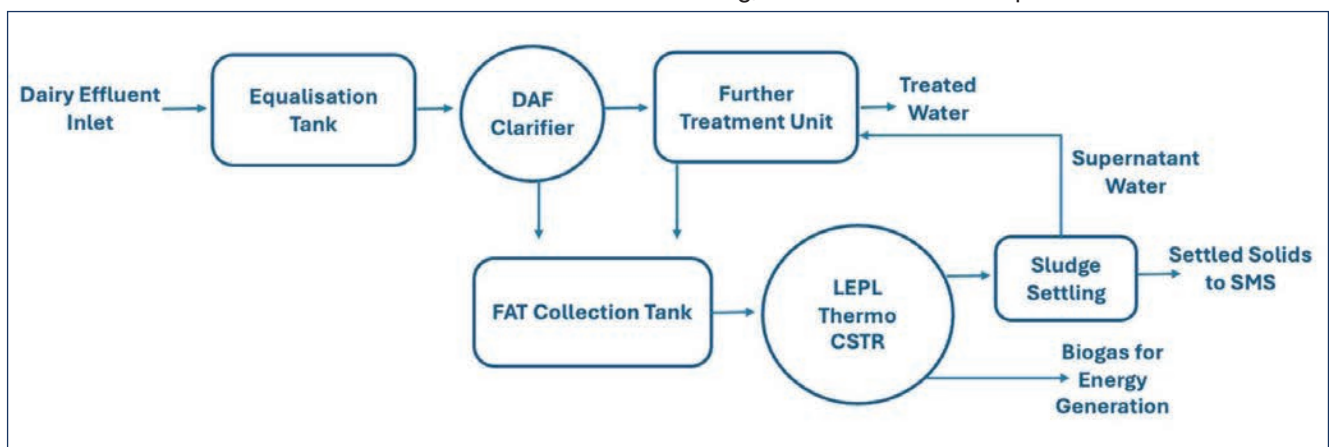 Dairy Effluent
Inlet
Equalisation
Tank
DAF
Clarifier
Further
Treatment Unit
Treated
Water
Supernatant
Water
FAT Collection Tank
LEPL
Thermo
CSTR
Sludge
Settling
Settled Solids
to SMS
Biogas for
Energy
Generation